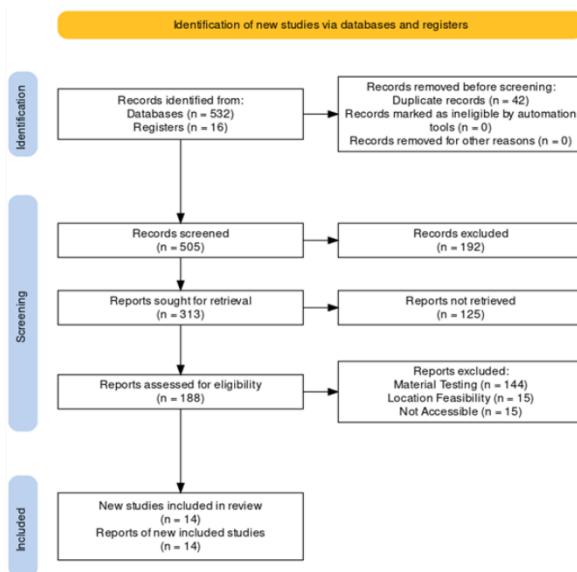 Identification of new studies via databases and registers
Identification
Records identified from:
Databases (n = 532)
Registers (n = 16)
Records removed before screening:
Duplicate records (n = 42)
Records marked as ineligible by automation
tools (n = 0)
Records removed for other reasons (n = 0)
Screening
Records screened
(n = 505)
Records excluded
(n = 192)
Reports sought for retrieval
(n = 313)
Reports not retrieved
(n = 125)
Reports assessed for eligibility
(n = 188)
Reports excluded:
Material Testing (n = 144)
Location Feasibility (n = 15)
Not Accessible (n = 15)
Included
New studies included in review
(n = 14)
Reports of new included studies
(n = 14)